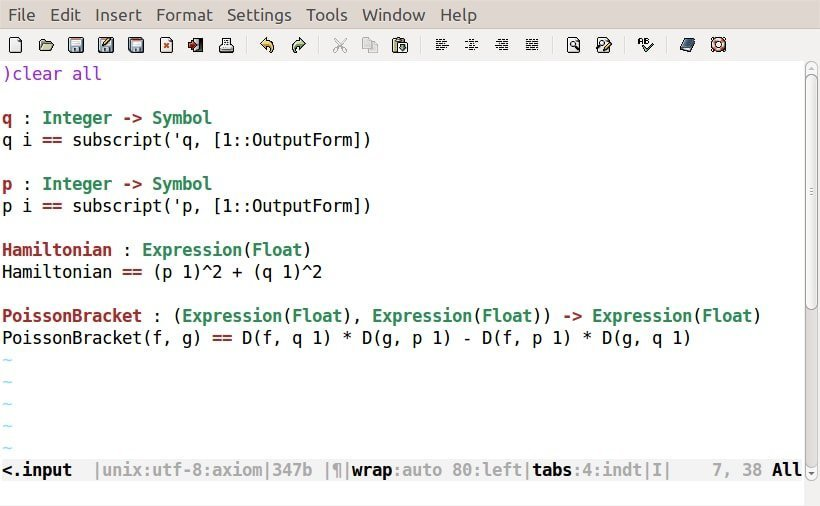 File Edit Insert Format Settings Tools Window Help
)clear all
q : Integer -> Symbol
q i == subscript('q, [1::OutputForm])
p : Integer -> Symbol
p i == subscript('p, [1::OutputForm])
Hamiltonian : Expression(Float)
Hamiltonian == (p 1)^2 + (q 1)^2
PoissonBracket : (Expression(Float), Expression(Float)) -> Expression(Float)
PoissonBracket(f, g) == D(f, q 1) * D(g, p 1) - D(f, p 1) * D(g, q 1)
~
~
~
~
~
<.input |unix:utf-8:axiom|347b |¶|wrap:auto 80:left|tabs:4:indt|I| 7, 38 All